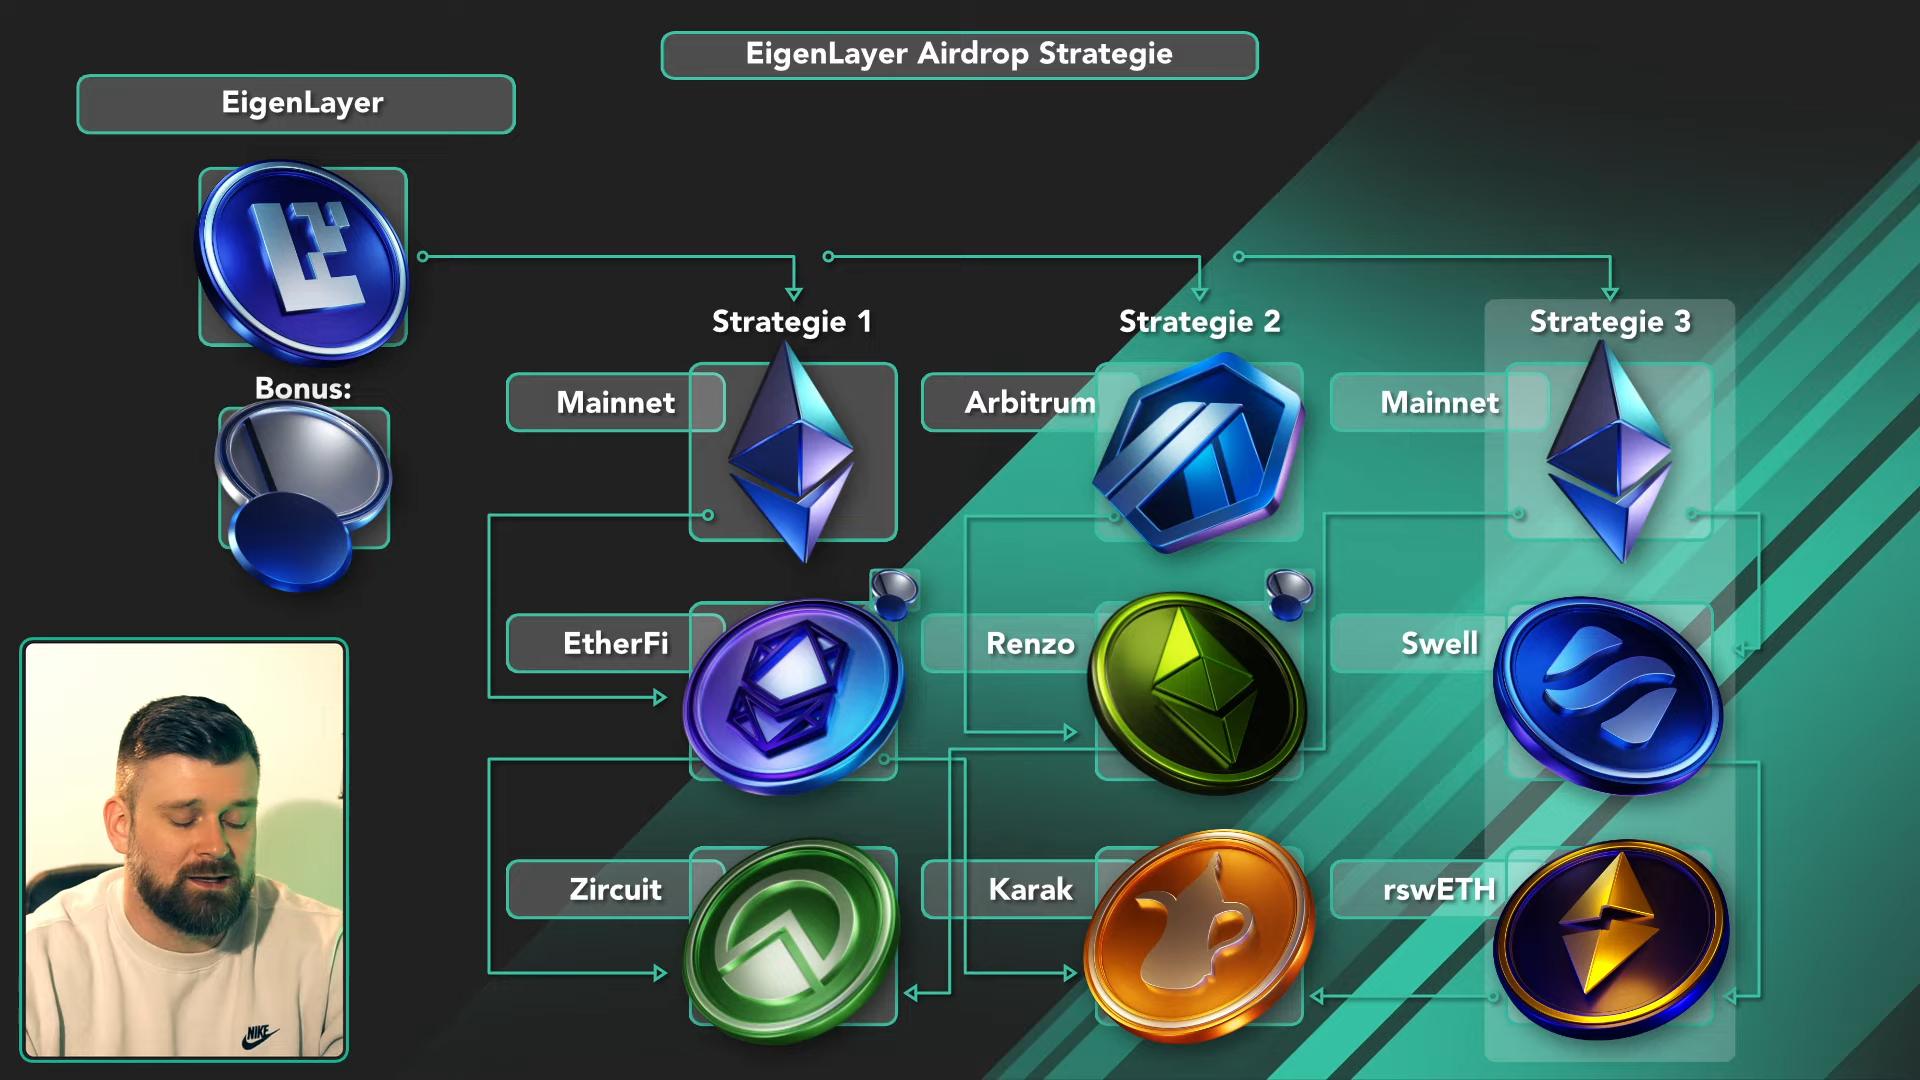 EigenLayer Airdrop Strategie
EigenLayer
Bonus:
Strategie 1
Strategie 2
Strategie 3
Mainnet
Arbitrum
Mainnet
EtherFi
Renzo
Swell
Zircuit
Karak
rswETH
NIKE